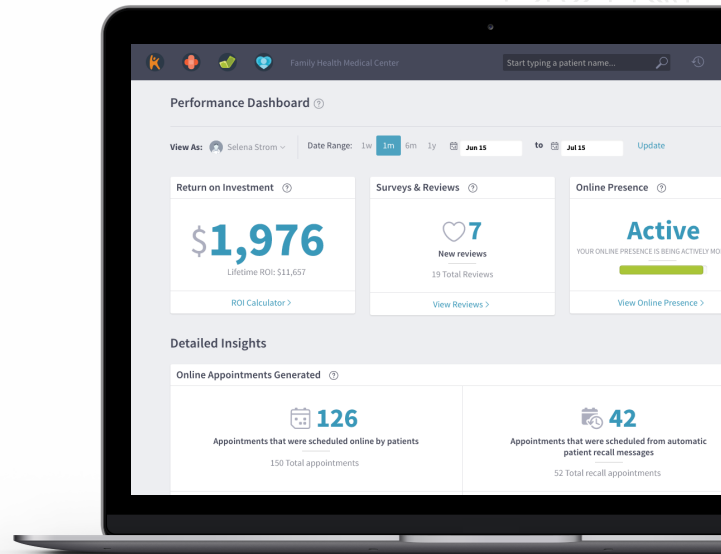 Family Health Medical Center
Start typing a patient name...
Performance Dashboard ?
View As: Selena Strom
Date Range: 1w 1m 6m 1y Jun 15 to Jul 15 Update
Return on Investment ?
$1,976
Lifetime ROI: $11,657
ROI Calculator >
Surveys & Reviews ?
7
New reviews
19 Total Reviews
View Reviews >
Online Presence ?
Active
YOUR ONLINE PRESENCE IS BEING ACTIVELY MO
View Online Presence >
Detailed Insights
Online Appointments Generated ?
126
Appointments that were scheduled online by patients
150 Total appointments
42
Appointments that were scheduled from automatic
patient recall messages
52 Total recall appointments